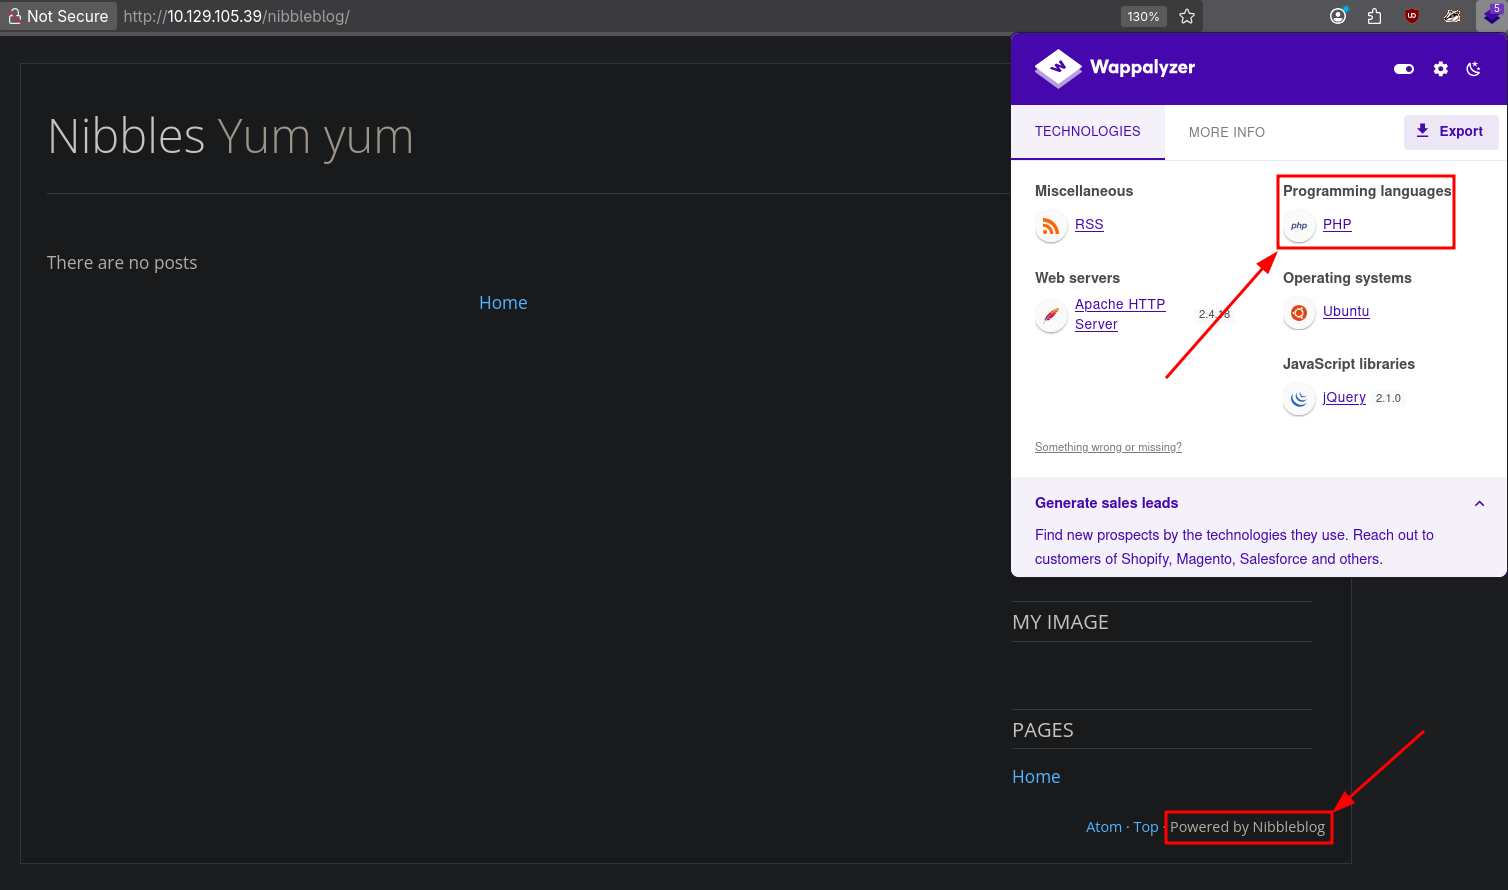 Not Secure http://10.129.105.39/nibbleblog/ 130% 5
Wappalyzer
TECHNOLOGIES MORE INFO Export
Nibbles Yum yum
There are no posts
Home
Miscellaneous
RSS
Programming languages
php PHP
Web servers
Apache HTTP
Server
2.4.18
Operating systems
Ubuntu
JavaScript libraries
jQuery 2.1.0
Something wrong or missing?
Generate sales leads
Find new prospects by the technologies they use. Reach out to
customers of Shopify, Magento, Salesforce and others.
MY IMAGE
PAGES
Home
Atom · Top · Powered by Nibbleblog